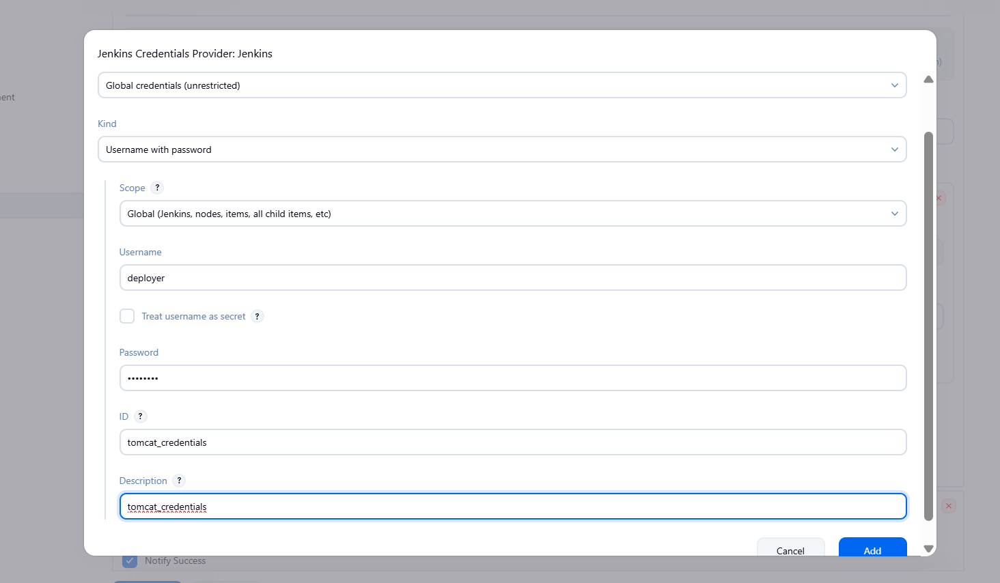 Jenkins Credentials Provider: Jenkins
Global credentials (unrestricted)
Kind
Username with password
Scope ?
Global (Jenkins, nodes, items, all child items, etc)
Username
deployer
Treat username as secret ?
Password
••••••••
ID ?
tomcat_credentials
Description ?
tomcat_credentials
Cancel
Add
Notify Success